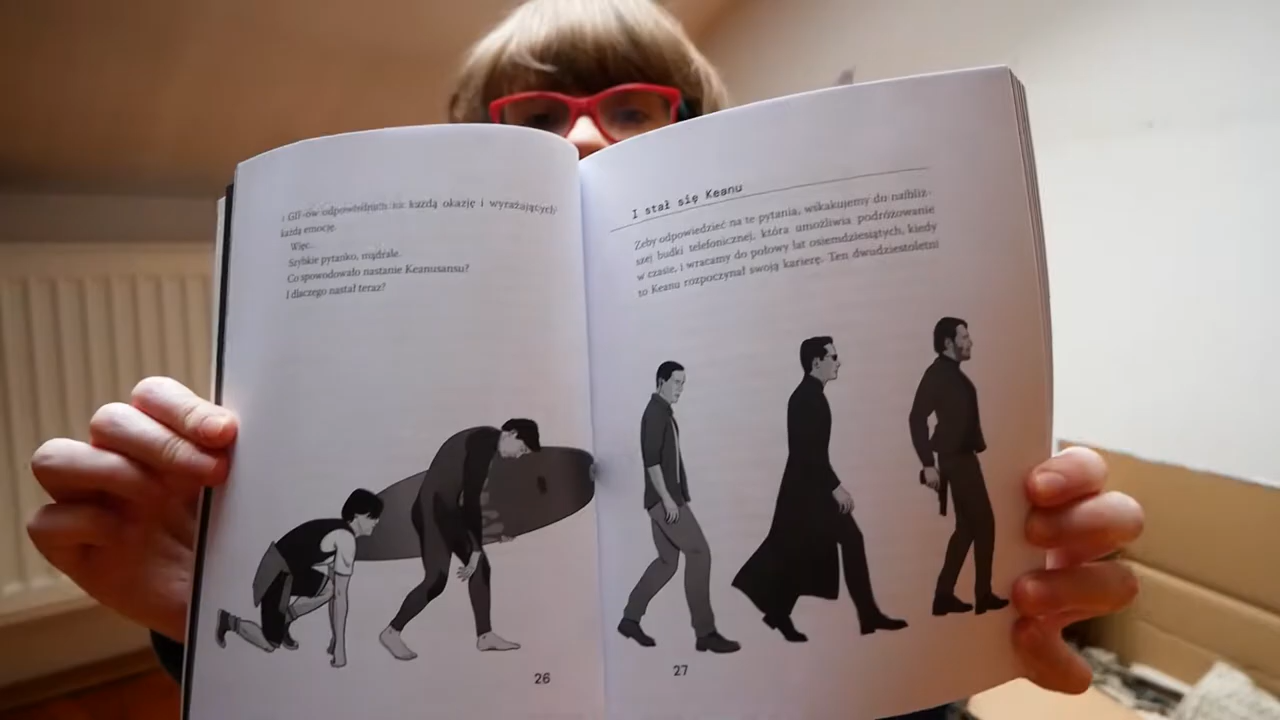 i GIF-ów odpowiednich na każdą okazję i wyrażających
każdą emocję.
Więc...
Szybkie pytanko, mądrale.
Co spowodowało nastanie Keanusansu?
I dlaczego nastał teraz?
26
I stał się Keanu
Żeby odpowiedzieć na te pytania, wskakujemy do najbliż-
szej budki telefonicznej, która umożliwia podróżowanie
w czasie, i wracamy do połowy lat osiemdziesiątych, kiedy
to Keanu rozpoczynał swoją karierę. Ten dwudziestoletni
27